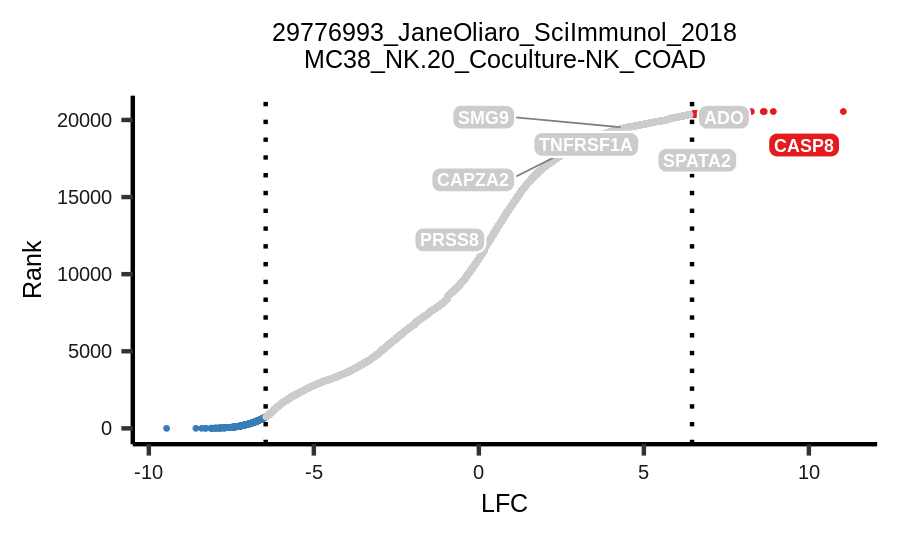 29776993_JaneOliaro_SciImmunol_2018
MC38_NK.20_Coculture-NK_COAD
Rank
20000
15000
10000
5000
0
SMG9
ADO
TNFRSF1A
CASP8
SPATA2
CAPZA2
PRSS8
-10
-5
0
5
10
LFC